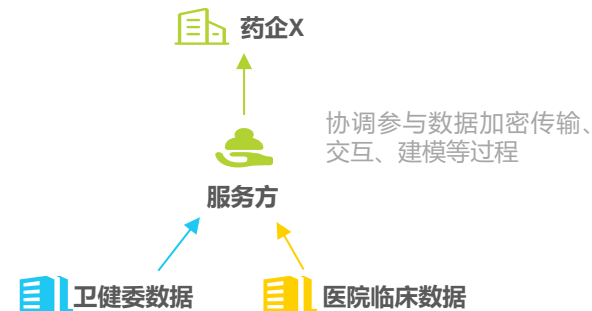 药企X
协调参与数据加密传输、
交互、建模等过程
服务方
卫健委数据
医院临床数据